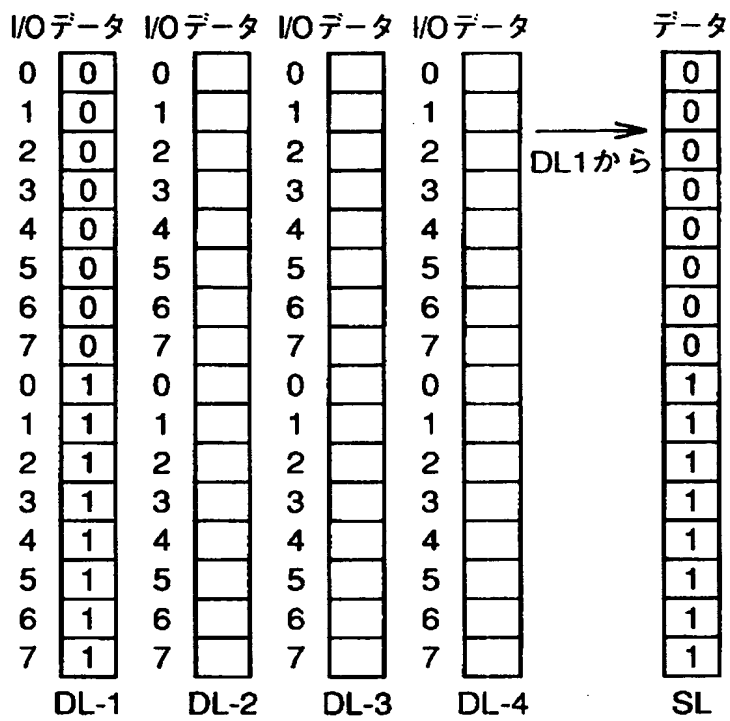 I/O データ I/O データ I/O データ I/O データ データ
0 0 0 0 0 0
1 0 1 1 1 0
2 0 2 2 2 0
DL1から
3 0 3 3 3 0
4 0 4 4 4 0
5 0 5 5 5 0
6 0 6 6 6 0
7 0 7 7 7 0
0 1 0 0 0 1
1 1 1 1 1 1
2 1 2 2 2 1
3 1 3 3 3 1
4 1 4 4 4 1
5 1 5 5 5 1
6 1 6 6 6 1
7 1 7 7 7 1
DL-1 DL-2 DL-3 DL-4 SL